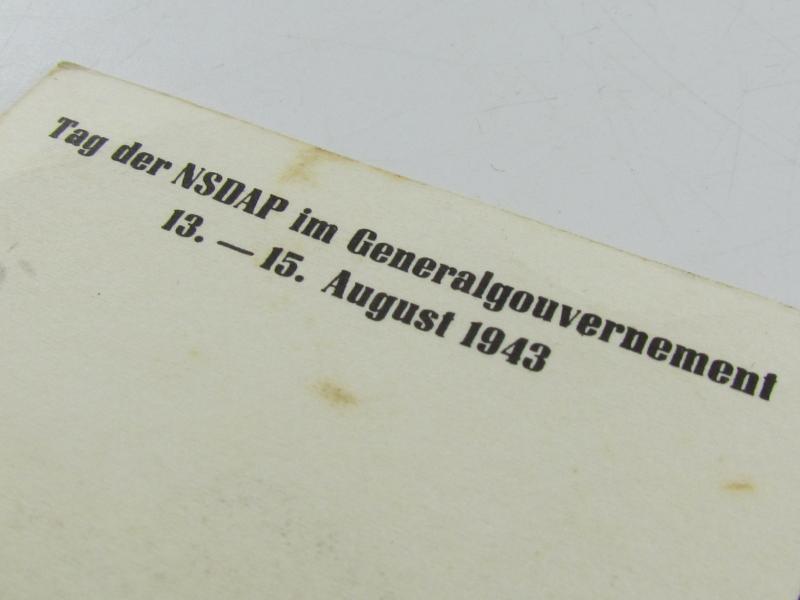 Tag der NSDAP im Generalgouvernement
13. — 15. August 1943